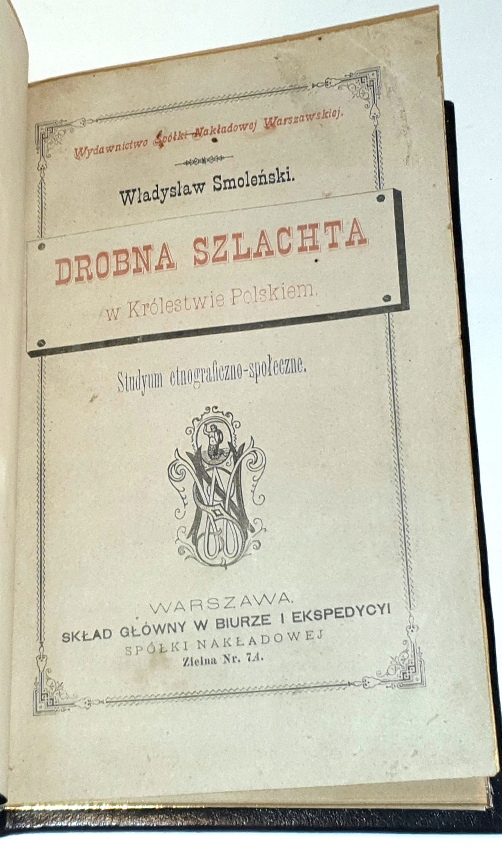 Wydawnictwo Spółki Nakładowej Warszawskiej.
Władysław Smoleński.
DROBNA SZLACHTA
w Królestwie Polskiem.
Studyum etnograficzno-społeczne.
WARSZAWA,
SKŁAD GŁÓWNY W BIURZE I EKSPEDYCYI
SPÓŁKI NAKŁADOWEJ
Zielna Nr. 7A.